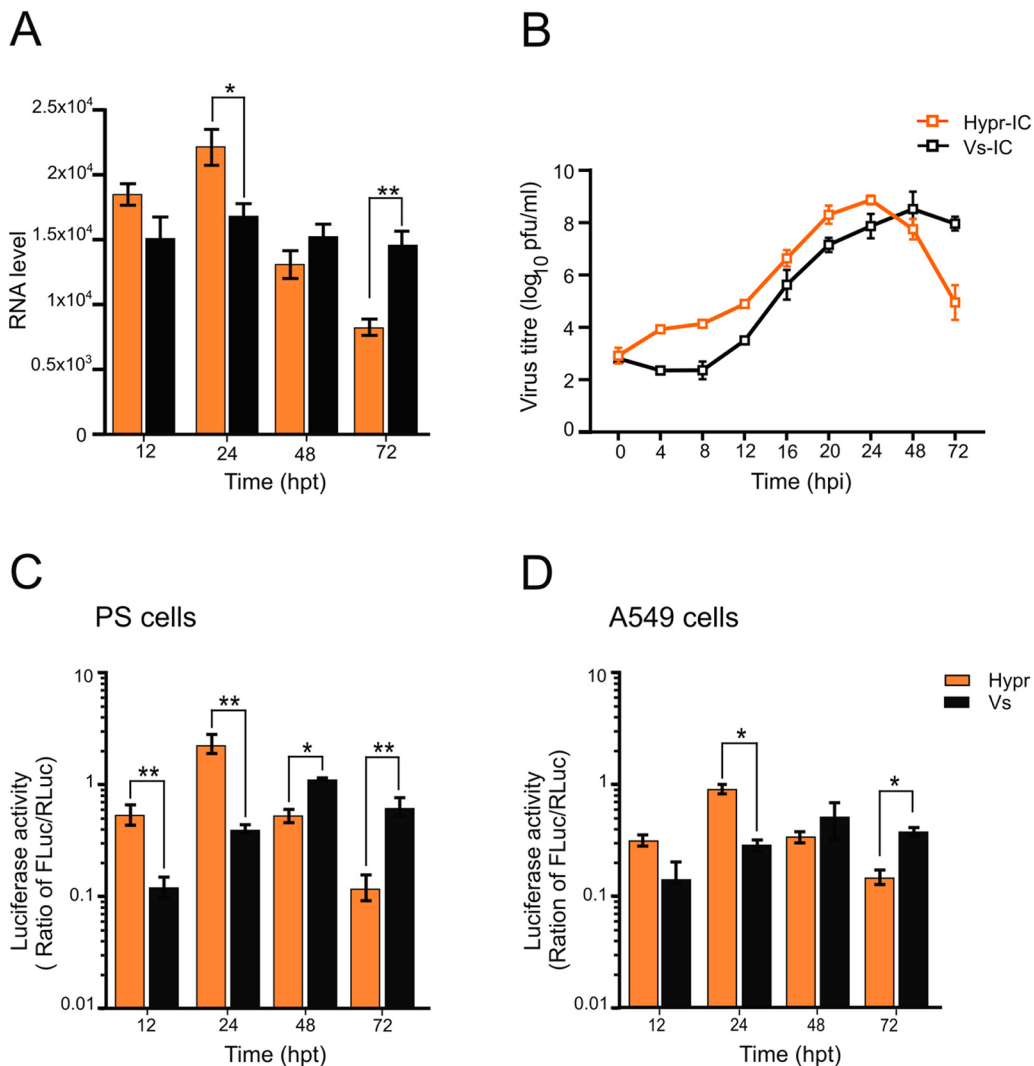 A
RNA level
2.5x10⁴
2x10⁴
1.5x10⁴
1x10⁴
0.5x10³
0
*
**
12 24 48 72
Time (hpt)
B
Hypr-IC
Vs-IC
Virus titre (log₁₀ pfu/ml)
10
8
6
4
2
0
0 4 8 12 16 20 24 48 72
Time (hpi)
C
PS cells
Luciferase activity
( Ratio of FLuc/RLuc)
10
1
0.1
0.01
** ** * **
12 24 48 72
Time (hpt)
D
A549 cells
Hypr
Vs
Luciferase activity
(Ration of FLuc/RLuc)
10
1
0.1
0.01
* *
12 24 48 72
Time (hpt)